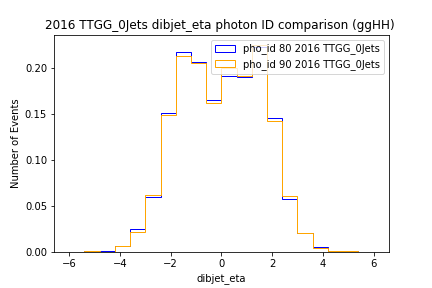 2016 TTGG_0Jets dibjet_eta photon ID comparison (ggHH)
pho_id 80 2016 TTGG_0Jets
pho_id 90 2016 TTGG_0Jets
Number of Events
0.20
0.15
0.10
0.05
0.00
−6 −4 −2 0 2 4 6
dibjet_eta